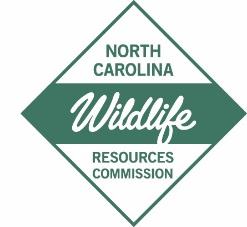 NORTH
CAROLINA
Wildlife
RESOURCES
COMMISSION